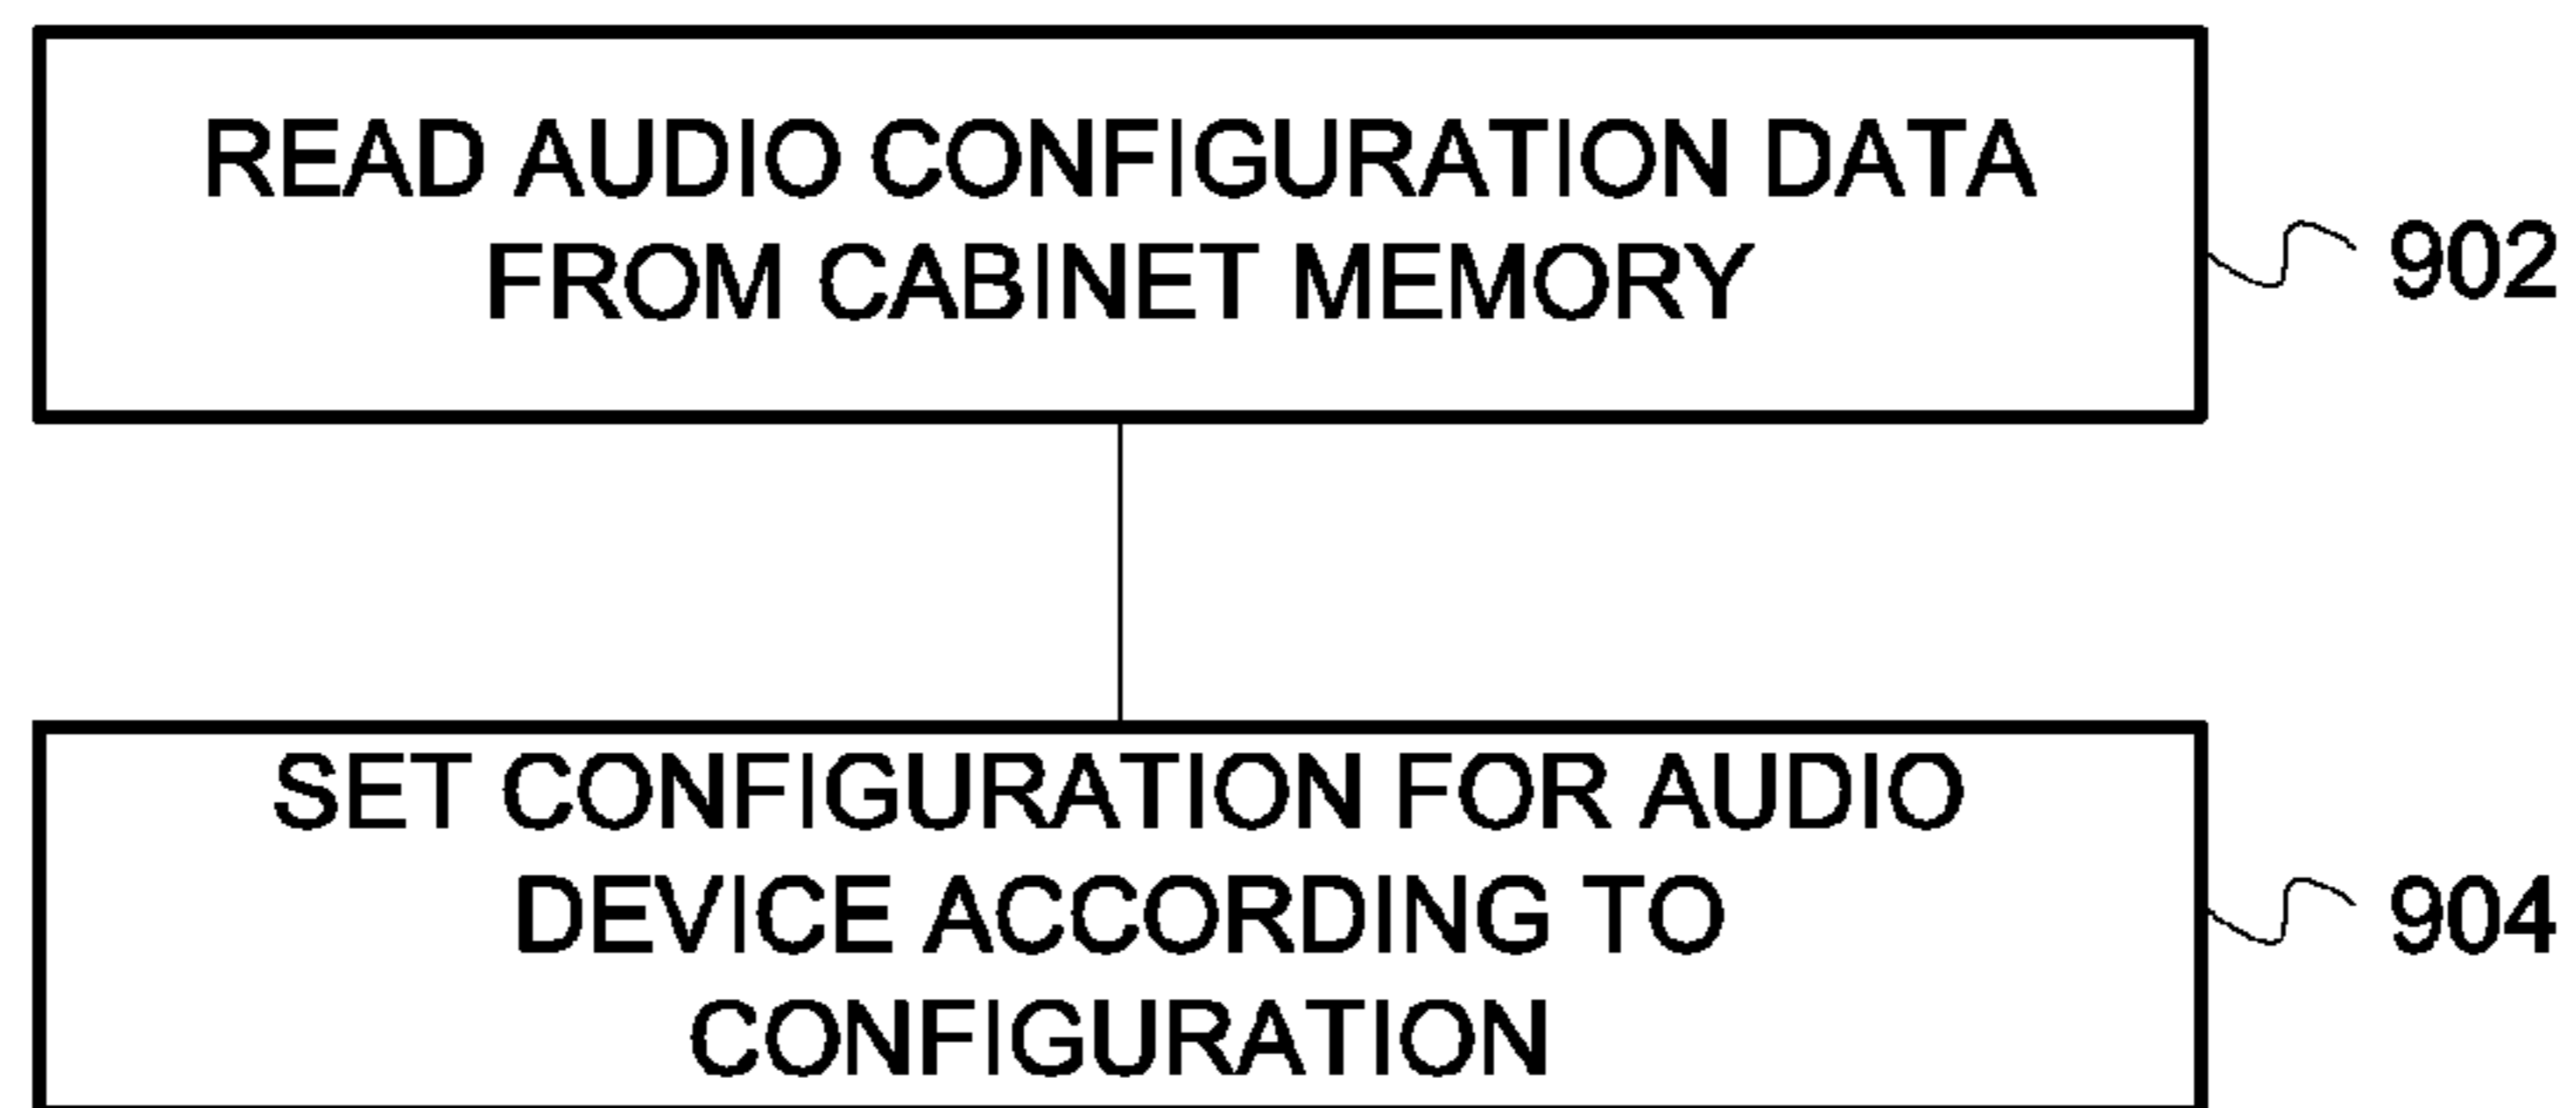 READ AUDIO CONFIGURATION DATA
FROM CABINET MEMORY
902
SET CONFIGURATION FOR AUDIO
DEVICE ACCORDING TO
CONFIGURATION
904